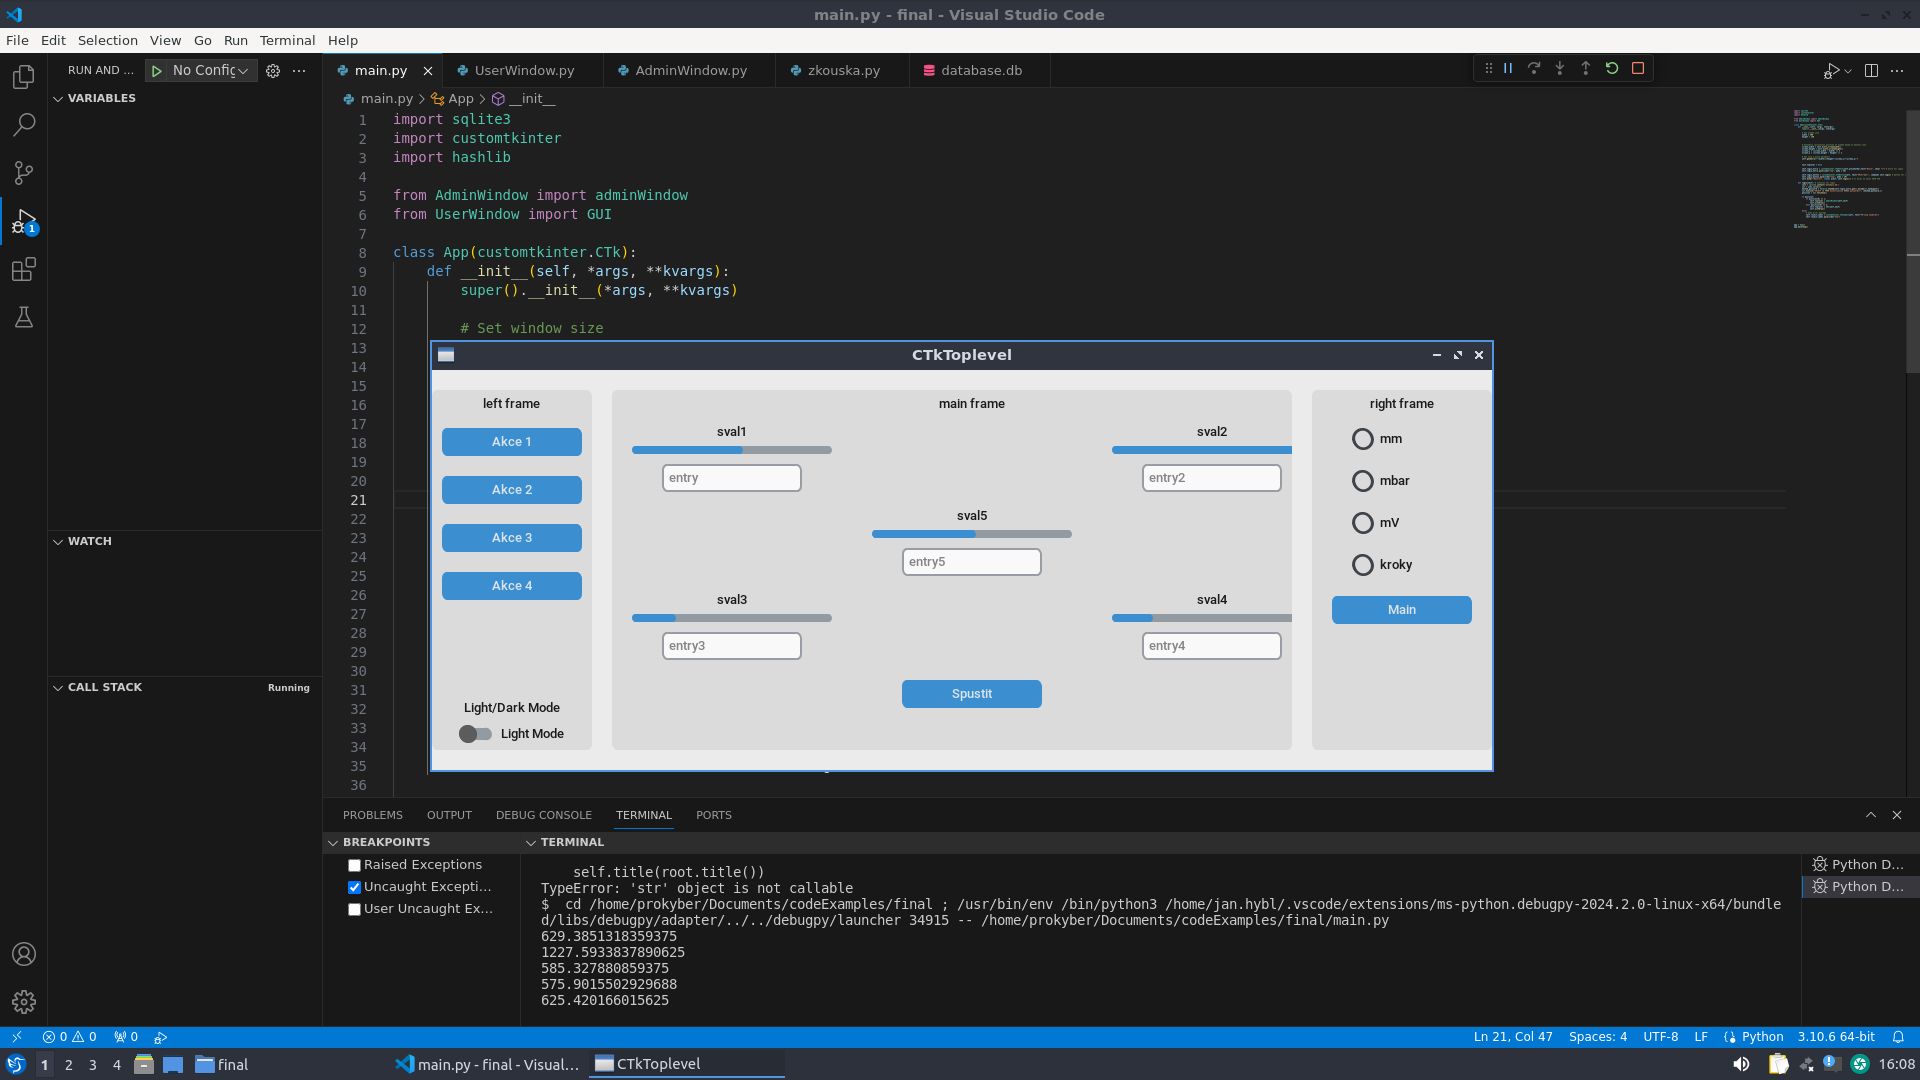 main.py - final - Visual Studio Code
File Edit Selection View Go Run Terminal Help
RUN AND ... No Config
main.py UserWindow.py AdminWindow.py zkouska.py database.db
VARIABLES
main.py > App > __init__
1 import sqlite3
2 import customtkinter
3 import hashlib
4
5 from AdminWindow import adminWindow
6 from UserWindow import GUI
7
8 class App(customtkinter.CTk):
9 def __init__(self, *args, **kvargs):
10 super().__init__(*args, **kvargs)
11
12 # Set window size
13
14
15
16
17
18
19
20
21
22
23
24
25
26
27
28
29
30
31
32
33
34
35
36
CTkToplevel
left frame
Akce 1
Akce 2
Akce 3
Akce 4
Light/Dark Mode
Light Mode
main frame
sval1
entry
sval2
entry2
sval5
entry5
sval3
entry3
sval4
entry4
Spustit
right frame
mm
mbar
mV
kroky
Main
WATCH
CALL STACK Running
PROBLEMS OUTPUT DEBUG CONSOLE TERMINAL PORTS
BREAKPOINTS
Raised Exceptions
Uncaught Excepti...
User Uncaught Ex...
TERMINAL
self.title(root.title())
TypeError: 'str' object is not callable
$ cd /home/prokyber/Documents/codeExamples/final ; /usr/bin/env /bin/python3 /home/jan.hybl/.vscode/extensions/ms-python.debugpy-2024.2.0-linux-x64/bundle
d/libs/debugpy/adapter/../../debugpy/launcher 34915 -- /home/prokyber/Documents/codeExamples/final/main.py
629.3851318359375
1227.5933837890625
585.327880859375
575.9015502929688
625.420166015625
Python D...
Python D...
1
0 0 0 Ln 21, Col 47 Spaces: 4 UTF-8 LF Python 3.10.6 64-bit
1 2 3 4 final main.py - final - Visual... CTkToplevel 16:08